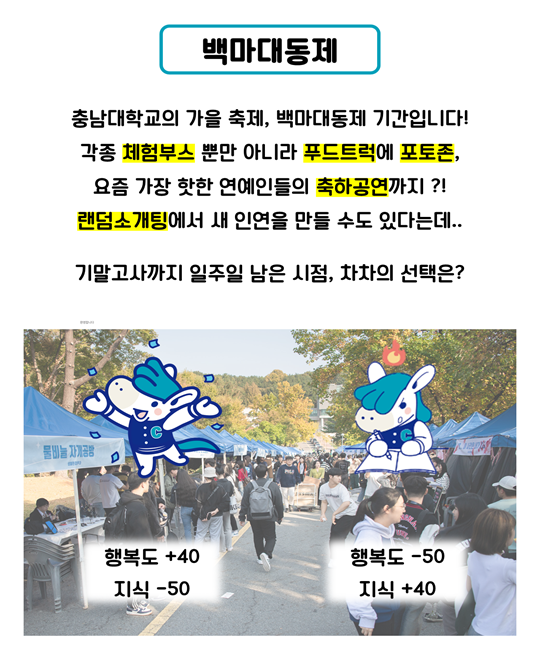 백마대동제
충남대학교의 가을 축제, 백마대동제 기간입니다!
각종 체험부스 뿐만 아니라 푸드트럭에 포토존,
요즘 가장 핫한 연예인들의 축하공연까지 ?!
랜덤소개팅에서 새 인연을 만들 수도 있다는데..
기말고사까지 일주일 남은 시점, 차차의 선택은?
C
C
행복도 +40
지식 -50
행복도 -50
지식 +40